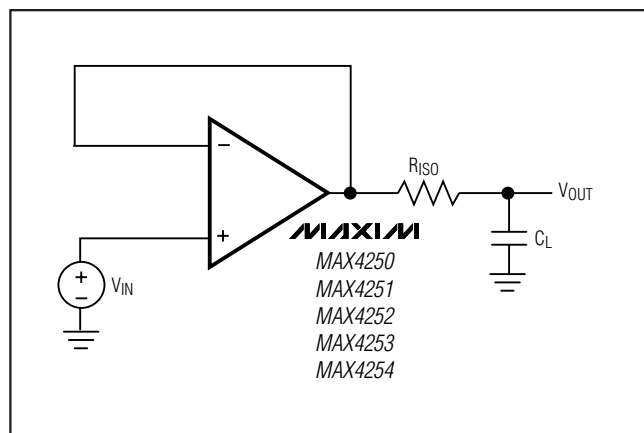 −
R_ISO
V_OUT
+
MAXIM
C_L
+
−
V_IN
MAX4250
MAX4251
MAX4252
MAX4253
MAX4254